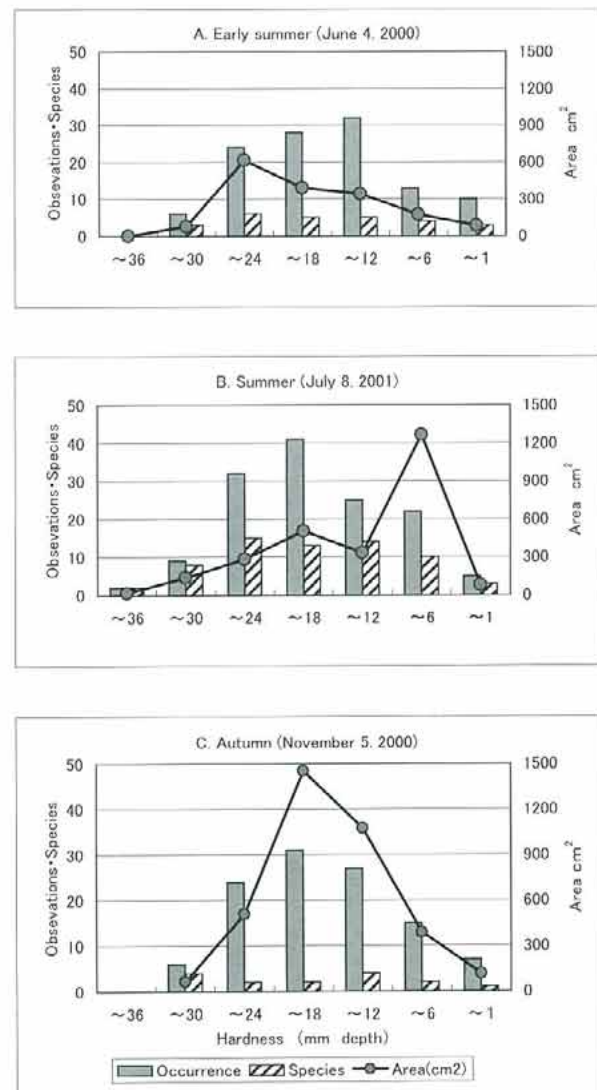 A. Early summer (June 4. 2000)
50
40
30
20
10
0
Obsevations・Species
1500
1200
900
600
300
0
Area cm²
～36 ～30 ～24 ～18 ～12 ～6 ～1
B. Summer (July 8. 2001)
50
40
30
20
10
0
Obsevations・Species
1500
1200
900
600
300
0
Area cm²
～36 ～30 ～24 ～18 ～12 ～6 ～1
C. Autumn (November 5. 2000)
50
40
30
20
10
0
Obsevations・Species
1500
1200
900
600
300
0
Area cm²
～36 ～30 ～24 ～18 ～12 ～6 ～1
Hardness (mm depth)
Occurrence Species Area(cm2)